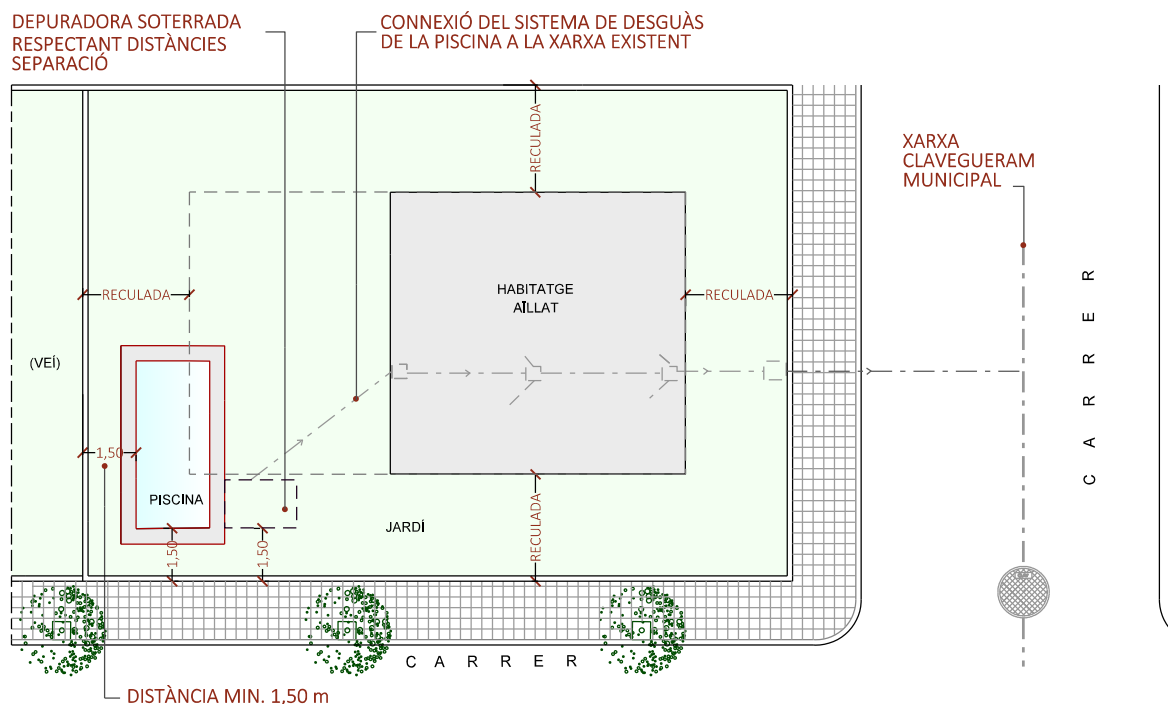 DEPURADORA SOTERRADA
RESPECTANT DISTÀNCIES
SEPARACIÓ
CONNEXIÓ DEL SISTEMA DE DESGUÀS
DE LA PISCINA A LA XARXA EXISTENT
XARXA
CLAVEGUERAM
MUNICIPAL
RECULADA
RECULADA
HABITATGE
AÏLLAT
RECULADA
CARRER
(VEÍ)
1,50
PISCINA
JARDÍ
1,50
1,50
RECULADA
CARRER
DISTÀNCIA MIN. 1,50 m